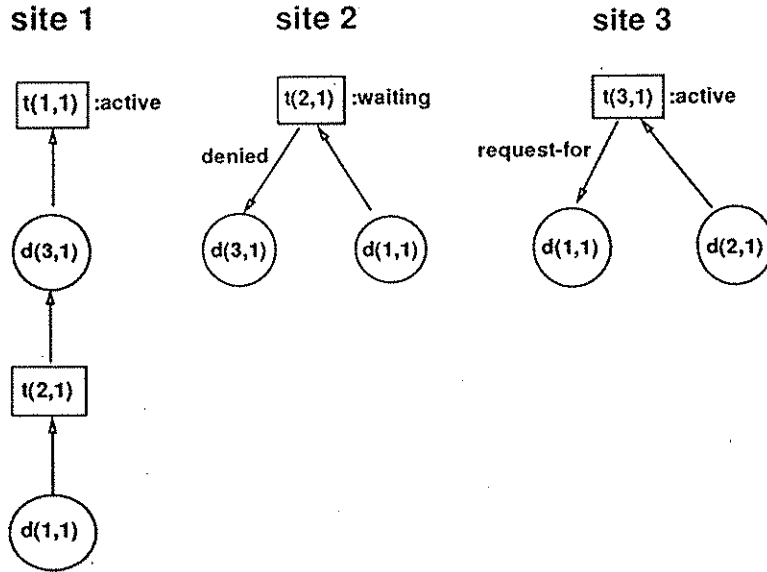 site 1
site 2
site 3
t(1,1) :active
t(2,1) :waiting
t(3,1) :active
denied
request-for
d(3,1)
d(3,1)
d(1,1)
d(1,1)
d(2,1)
t(2,1)
d(1,1)